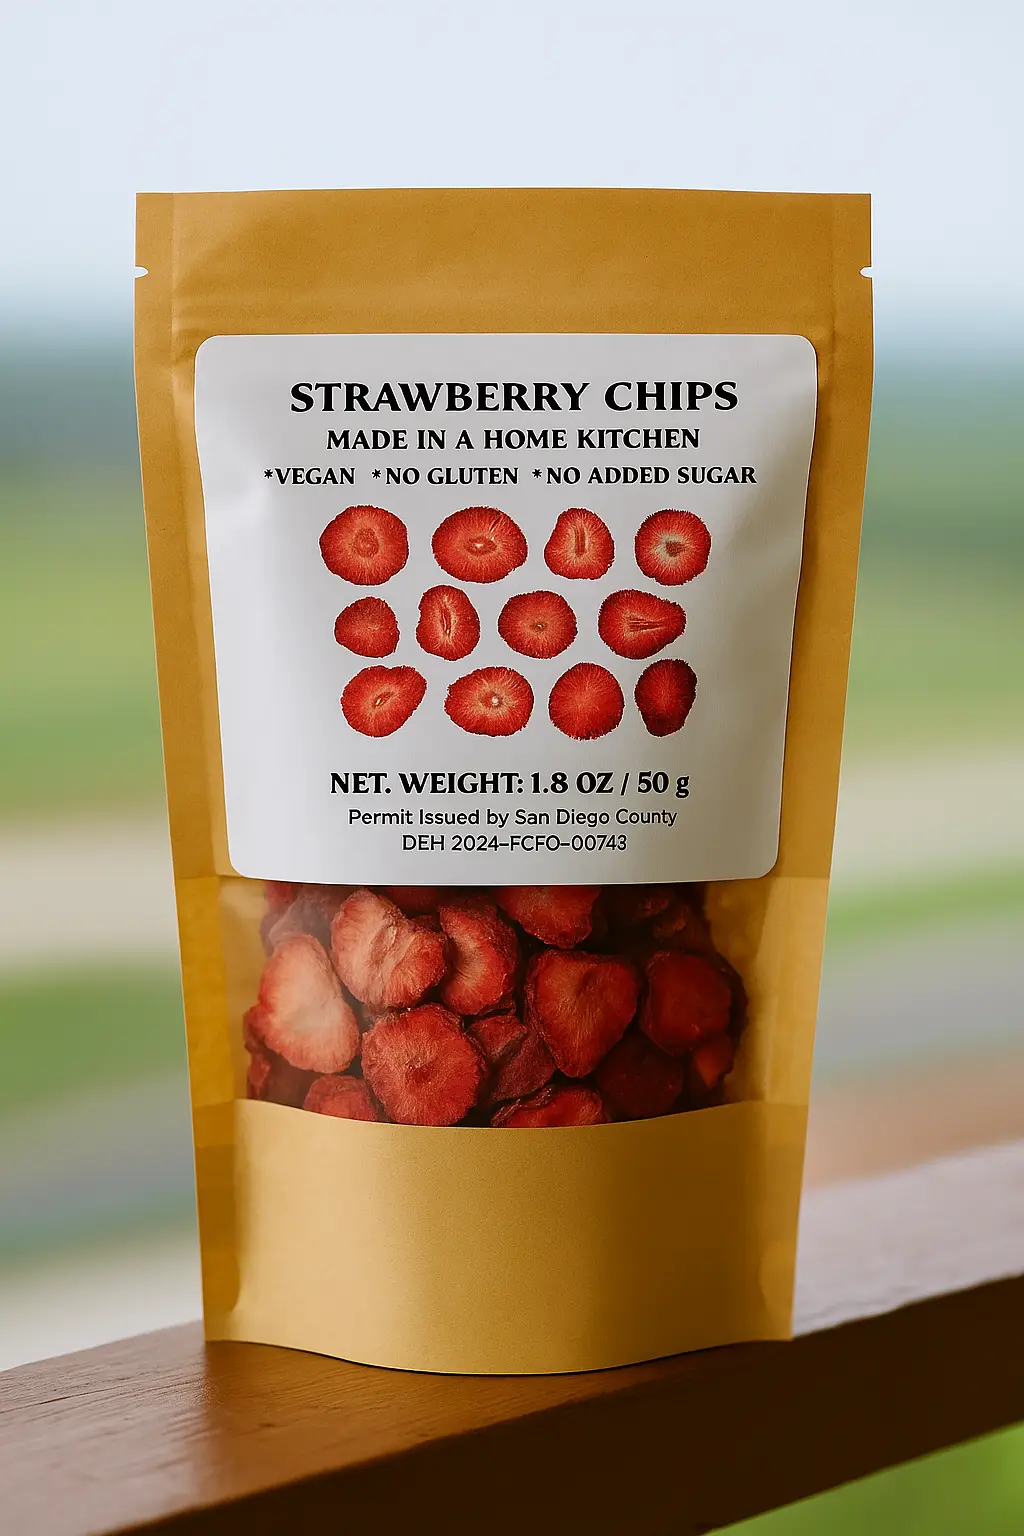 STRAWBERRY CHIPS
MADE IN A HOME KITCHEN
*VEGAN *NO GLUTEN *NO ADDED SUGAR
NET. WEIGHT: 1.8 OZ / 50 g
Permit Issued by San Diego County
DEH 2024–FCFO–00743